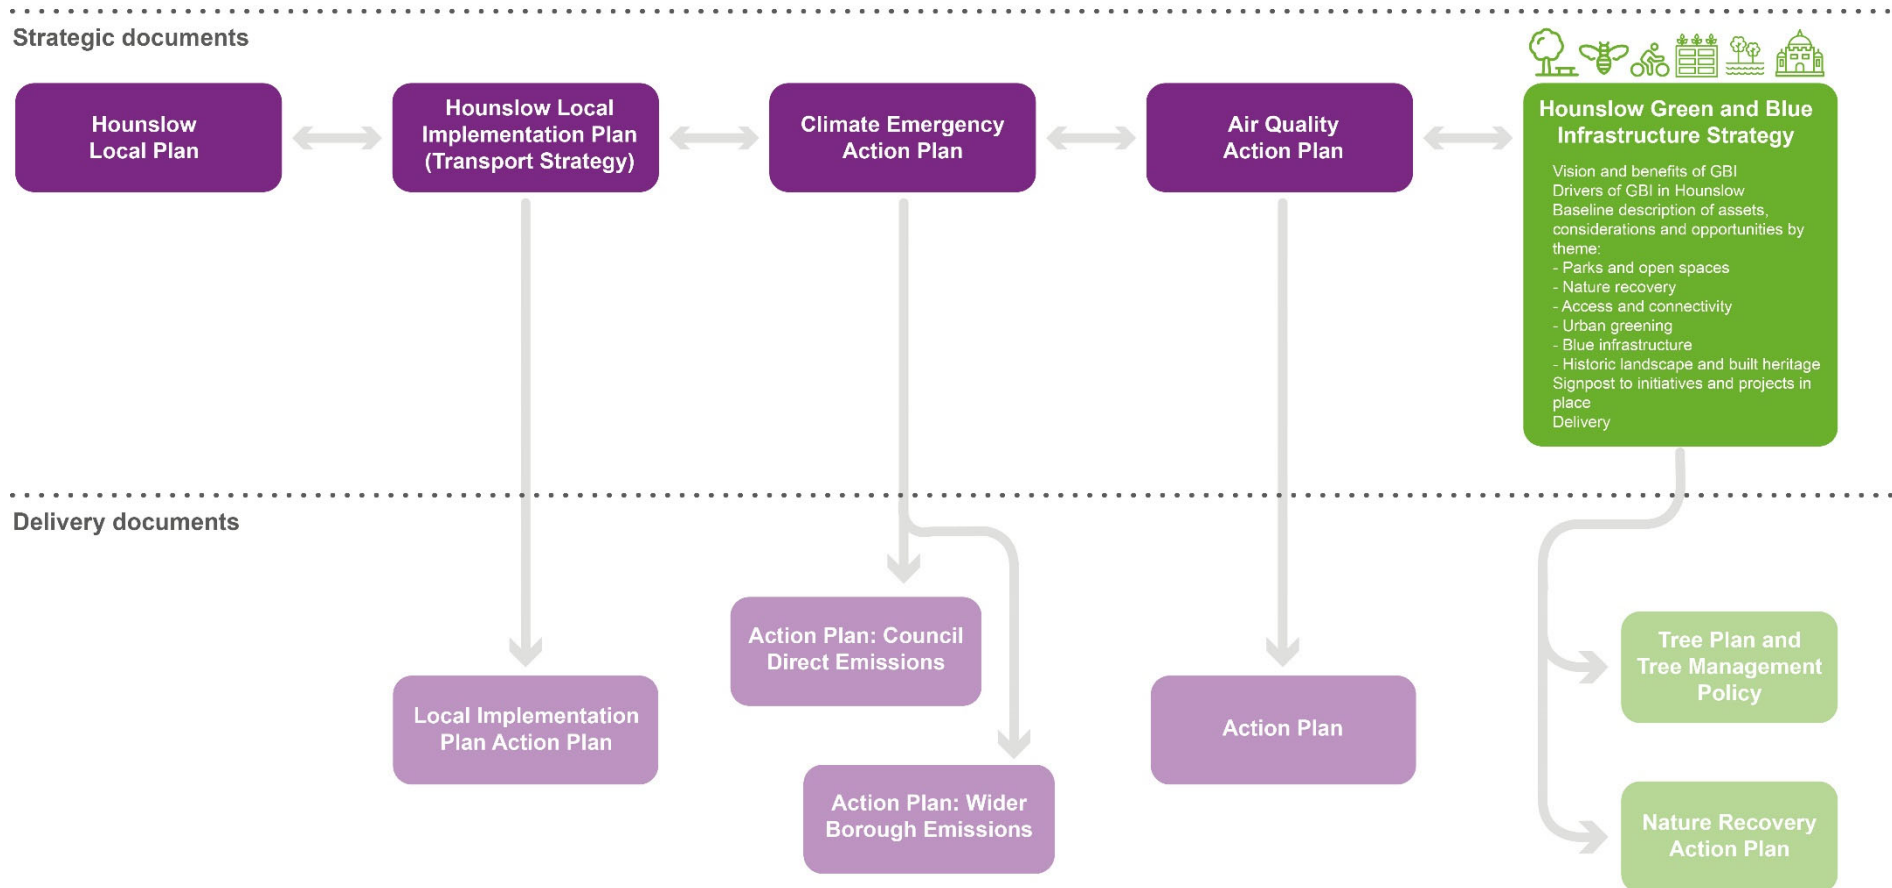 Strategic documents
Hounslow
Local Plan
Hounslow Local
Implementation Plan
(Transport Strategy)
Climate Emergency
Action Plan
Air Quality
Action Plan
Hounslow Green and Blue
Infrastructure Strategy
Vision and benefits of GBI
Drivers of GBI in Hounslow
Baseline description of assets,
considerations and opportunities by
theme:
- Parks and open spaces
- Nature recovery
- Access and connectivity
- Urban greening
- Blue infrastructure
- Historic landscape and built heritage
Signpost to initiatives and projects in
place
Delivery
Delivery documents
Local Implementation
Plan Action Plan
Action Plan: Council
Direct Emissions
Action Plan: Wider
Borough Emissions
Action Plan
Tree Plan and
Tree Management
Policy
Nature Recovery
Action Plan